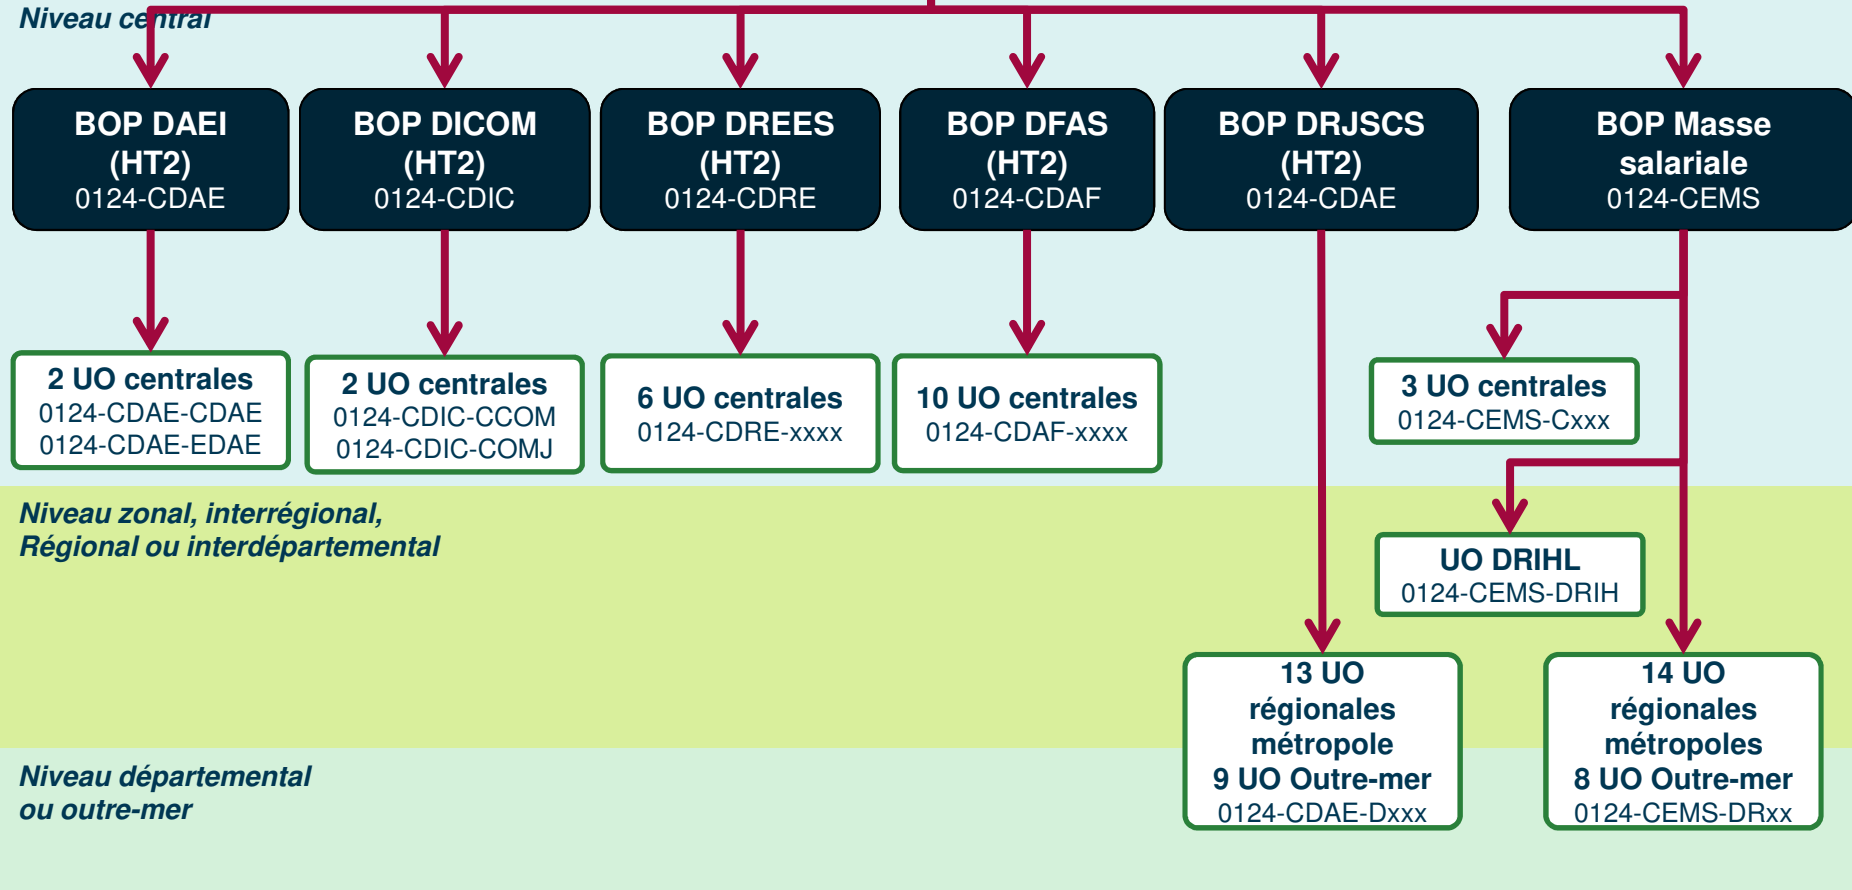 Niveau central
BOP DAEI
(HT2)
0124-CDAE
BOP DICOM
(HT2)
0124-CDIC
BOP DREES
(HT2)
0124-CDRE
BOP DFAS
(HT2)
0124-CDAF
BOP DRJSCS
(HT2)
0124-CDAE
BOP Masse
salariale
0124-CEMS
2 UO centrales
0124-CDAE-CDAE
0124-CDAE-EDAE
2 UO centrales
0124-CDIC-CCOM
0124-CDIC-COMJ
6 UO centrales
0124-CDRE-xxxx
10 UO centrales
0124-CDAF-xxxx
3 UO centrales
0124-CEMS-Cxxx
Niveau zonal, interrégional,
Régional ou interdépartemental
UO DRIHL
0124-CEMS-DRIH
13 UO
régionales
métropole
9 UO Outre-mer
0124-CDAE-Dxxx
14 UO
régionales
métropoles
8 UO Outre-mer
0124-CEMS-DRxx
Niveau départemental
ou outre-mer